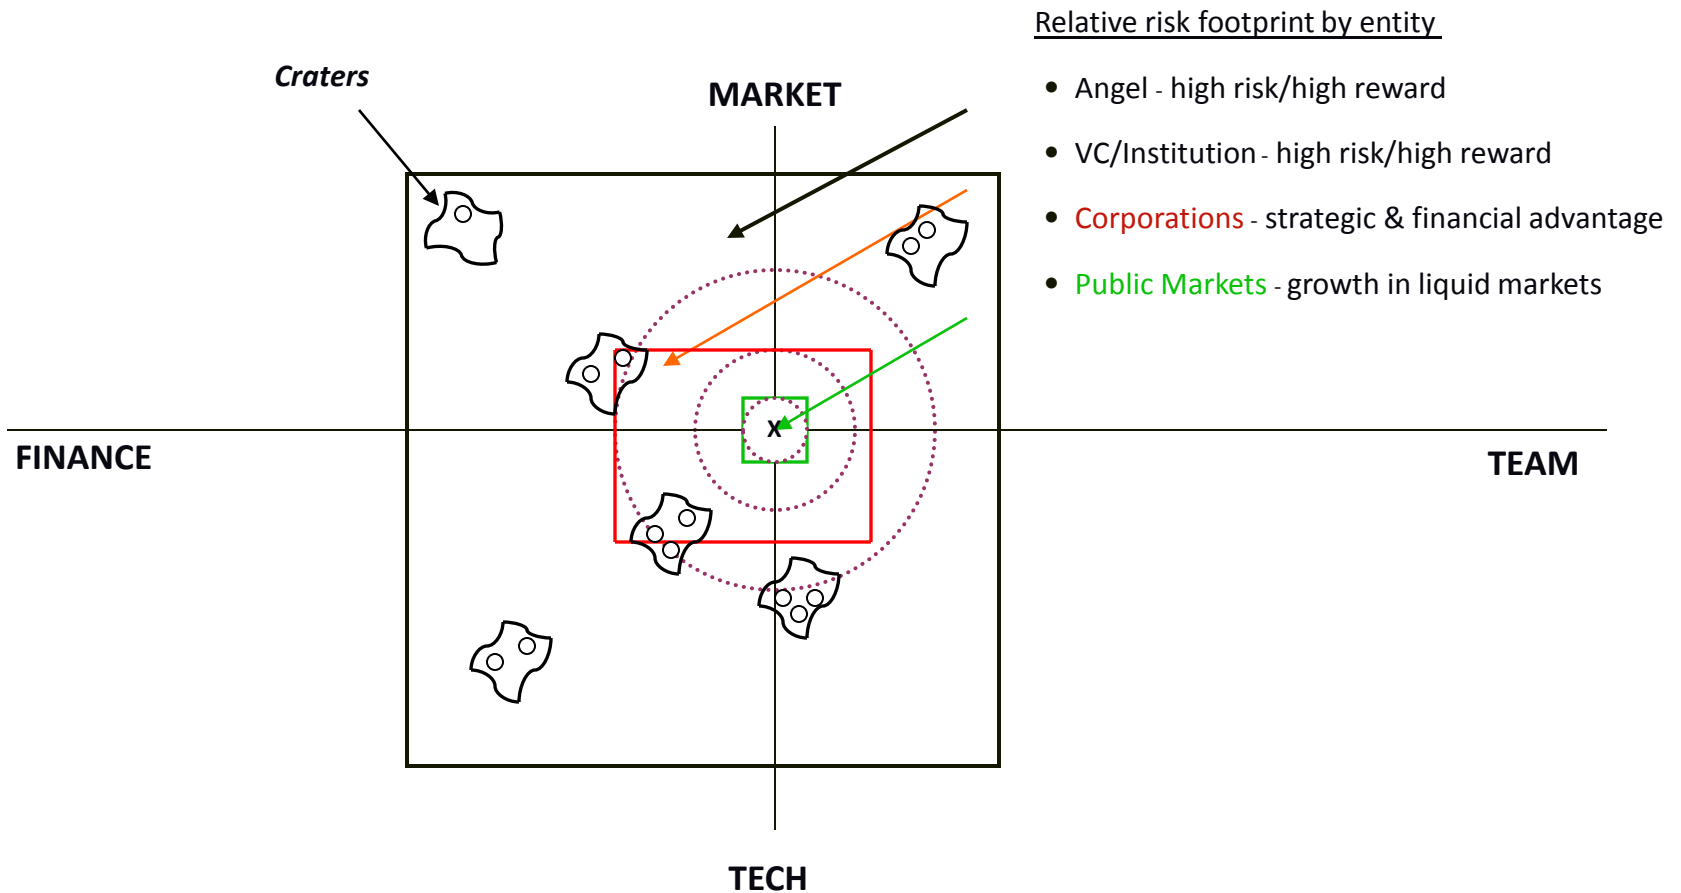 Relative risk footprint by entity
Craters
MARKET
• Angel - high risk/high reward
• VC/Institution - high risk/high reward
• Corporations - strategic & financial advantage
• Public Markets - growth in liquid markets
X
FINANCE
TEAM
TECH